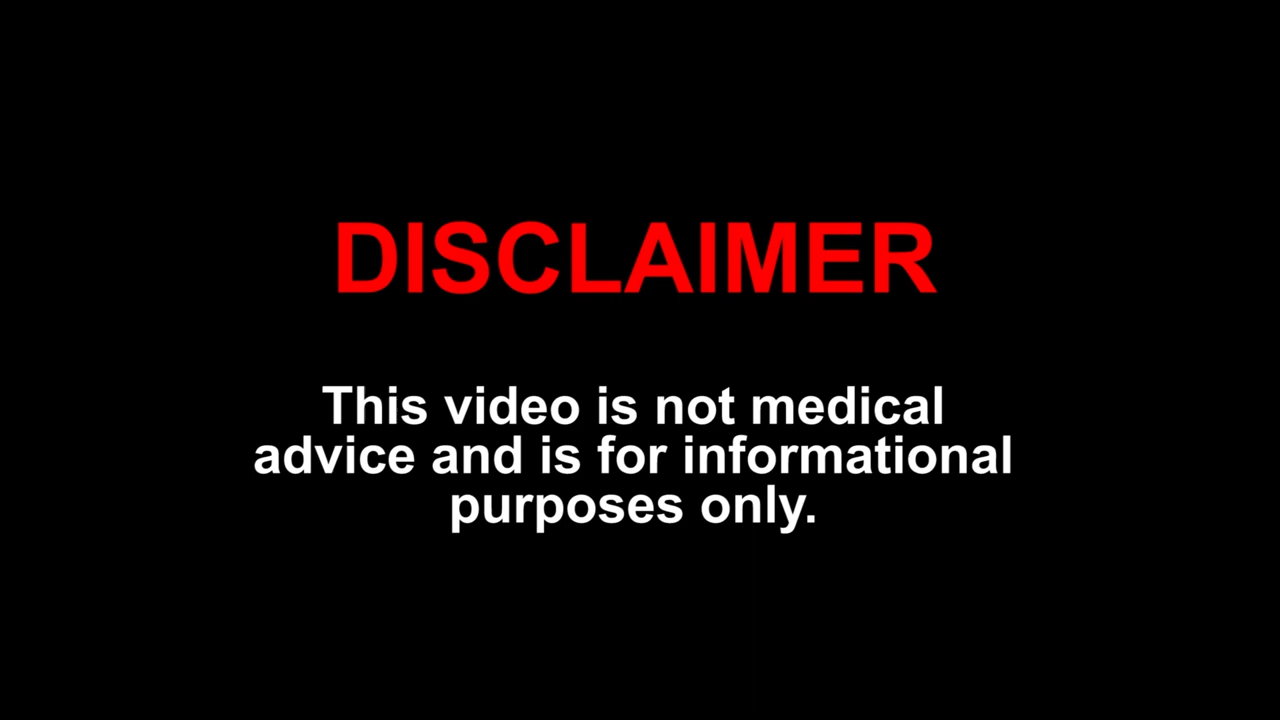 DISCLAIMER
This video is not medical
advice and is for informational
purposes only.